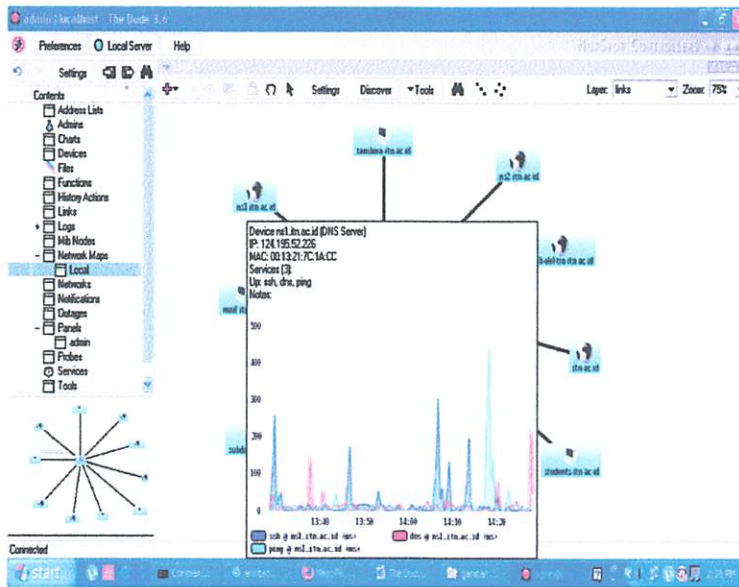 admin@localhost - The Dude 3.6
Preferences Local Server Help
Settings
Contents
Address Lists
Admins
Charts
Devices
Files
Functions
History Actions
Links
Logs
Mib Nodes
Network Maps
Local
Networks
Notifications
Outages
Panels
admin
Probes
Services
Tools
Connected
Settings Discover Tools Layer: links Zoom: 75%
tambora.itn.ac.id
ns2.itn.ac.id
ns1.itn.ac.id
itn.ac.id
students.itn.ac.id
Device ns1.itn.ac.id (DNS Server)
IP: 124.195.52.226
MAC: 00:13:21:7C:1A:CC
Services (3):
Up: ssh, dns, ping
Notes:
500
400
300
200
100
0
13:40 13:50 14:00 14:10 14:20
ssh @ ns1.itn.ac.id <ms> dns @ ns1.itn.ac.id <ms>
ping @ ns1.itn.ac.id <ms>
start
gambar